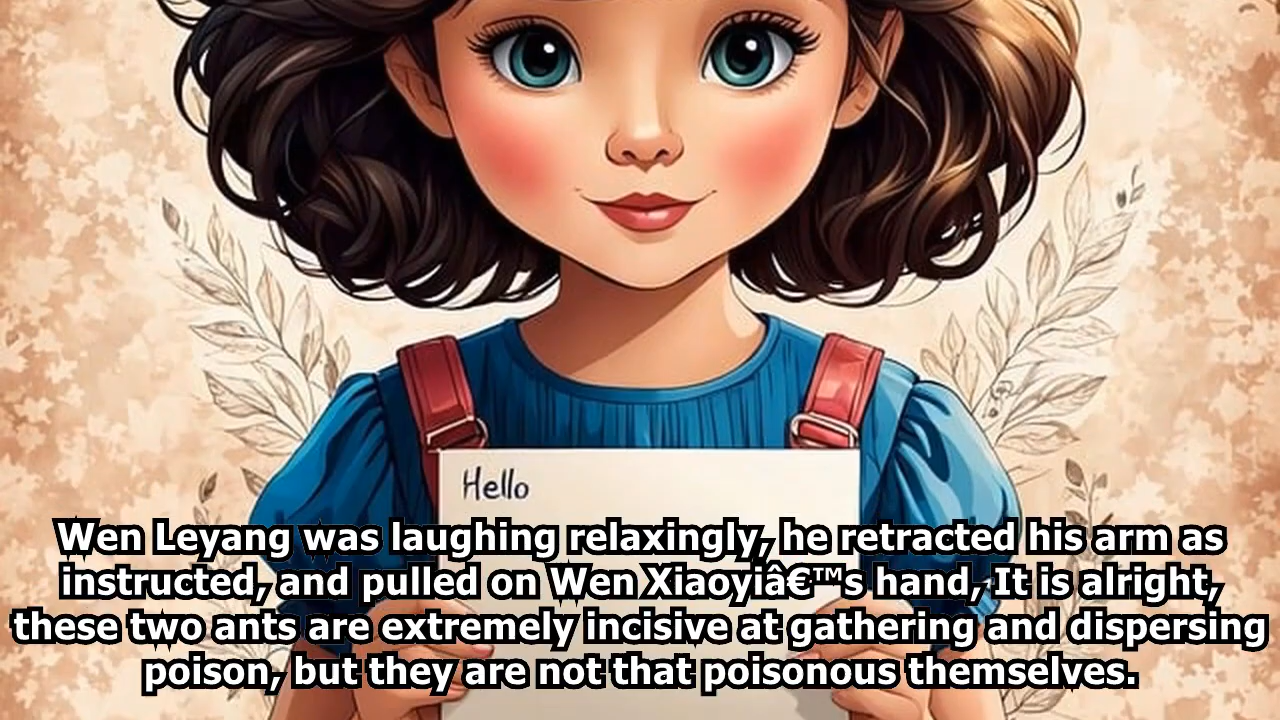 Hello
Wen Leyang was laughing relaxingly, he retracted his arm as
instructed, and pulled on Wen Xiaoyiâ€™s hand, It is alright,
these two ants are extremely incisive at gathering and dispersing
poison, but they are not that poisonous themselves.